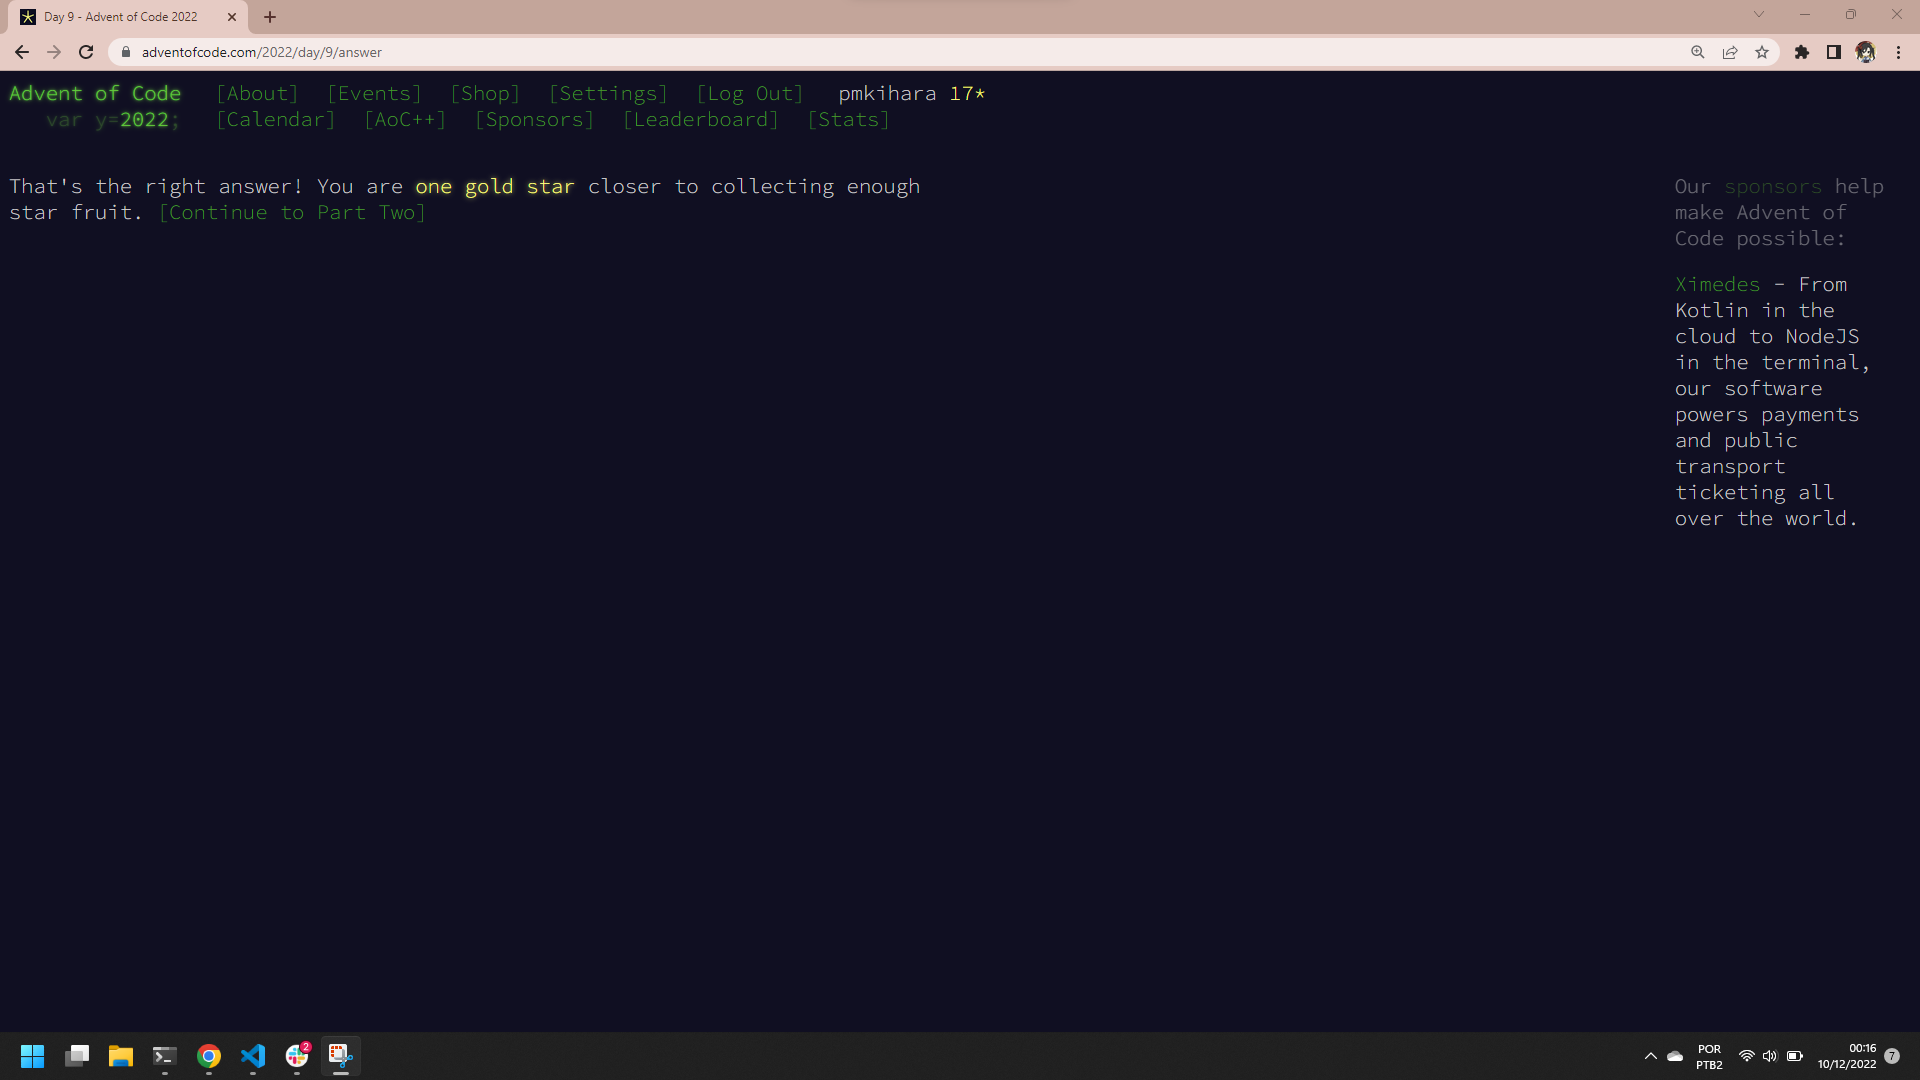 Day 9 - Advent of Code 2022
adventofcode.com/2022/day/9/answer
Advent of Code [About] [Events] [Shop] [Settings] [Log Out] pmkihara 17*
var y=2022; [Calendar] [AoC++] [Sponsors] [Leaderboard] [Stats]
That's the right answer! You are one gold star closer to collecting enough
star fruit. [Continue to Part Two]
Our sponsors help
make Advent of
Code possible:
Ximedes - From
Kotlin in the
cloud to NodeJS
in the terminal,
our software
powers payments
and public
transport
ticketing all
over the world.
2
POR
PTB2
00:16
10/12/2022
7